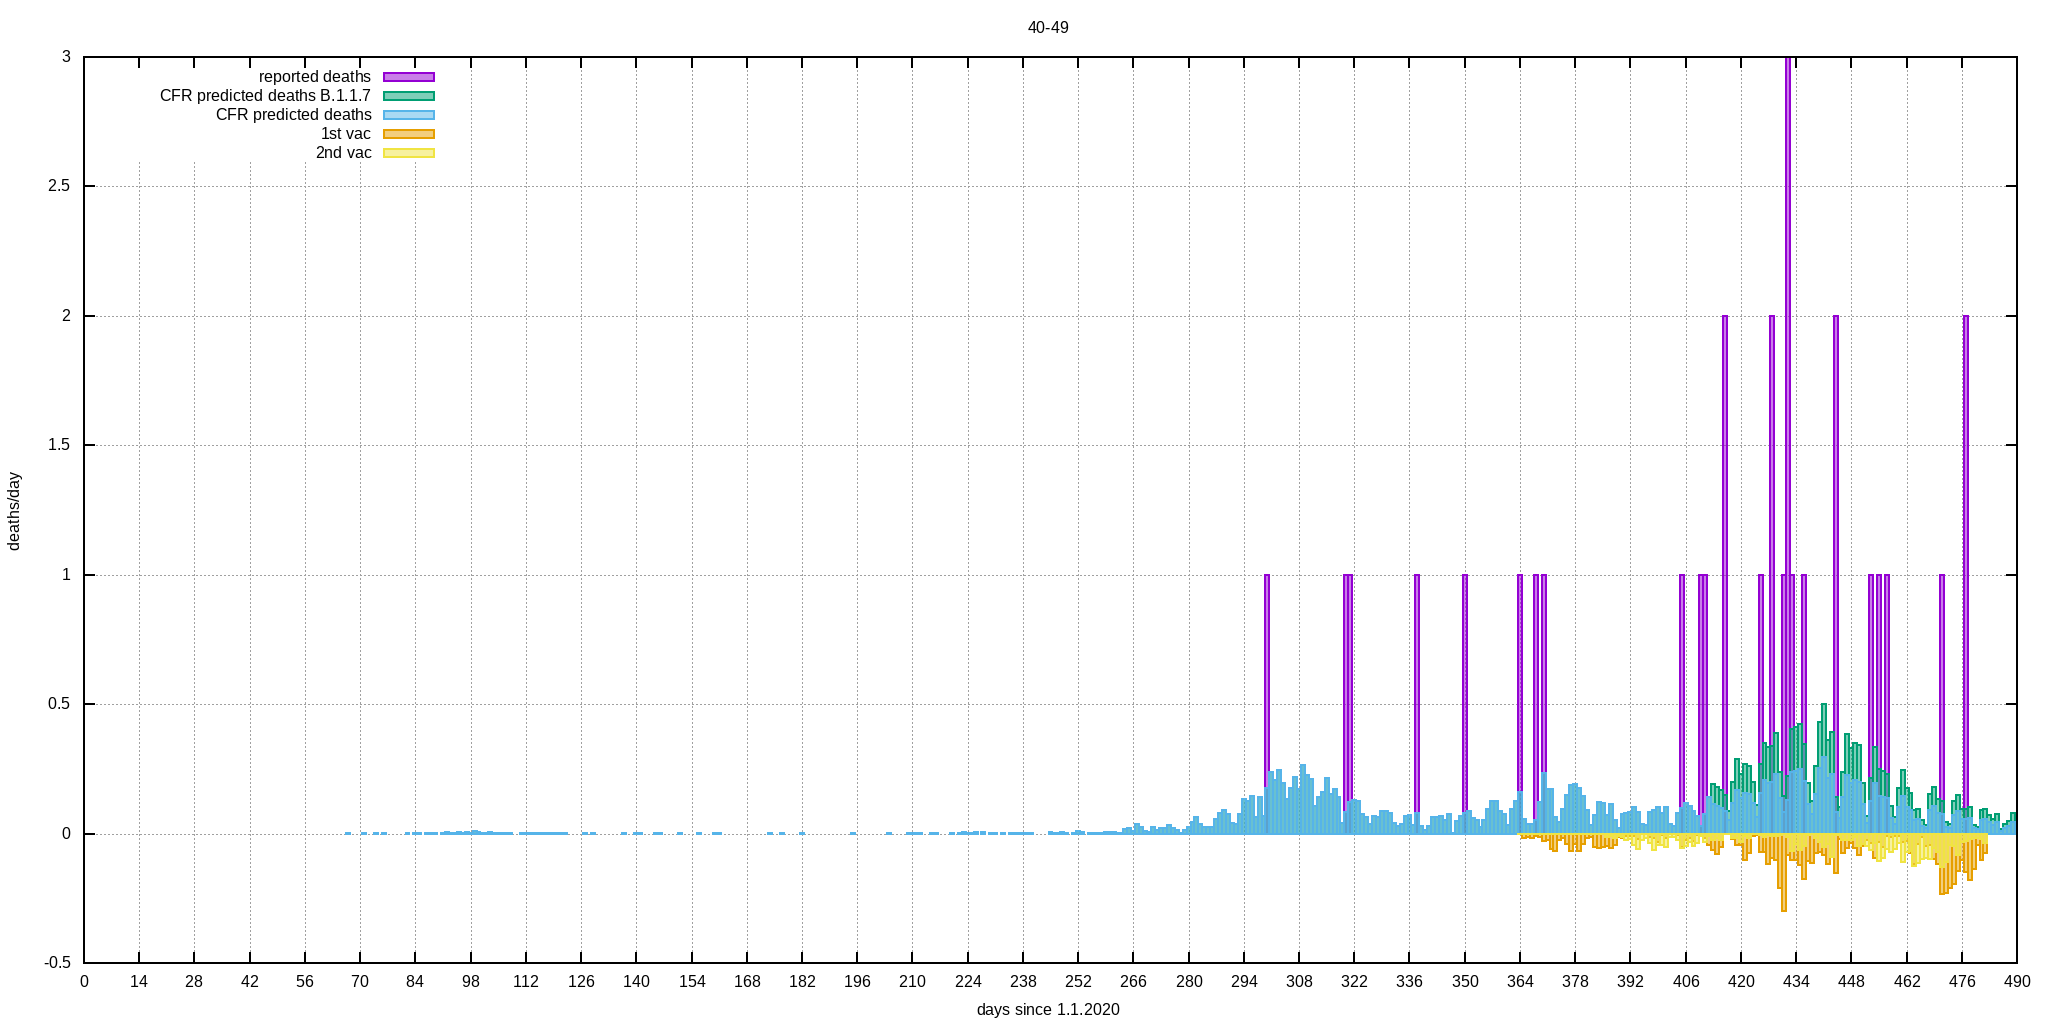 40-49
reported deaths
CFR predicted deaths B.1.1.7
CFR predicted deaths
1st vac
2nd vac
3
2.5
2
1.5
1
0.5
0
-0.5
deaths/day
0 14 28 42 56 70 84 98 112 126 140 154 168 182 196 210 224 238 252 266 280 294 308 322 336 350 364 378 392 406 420 434 448 462 476 490
days since 1.1.2020